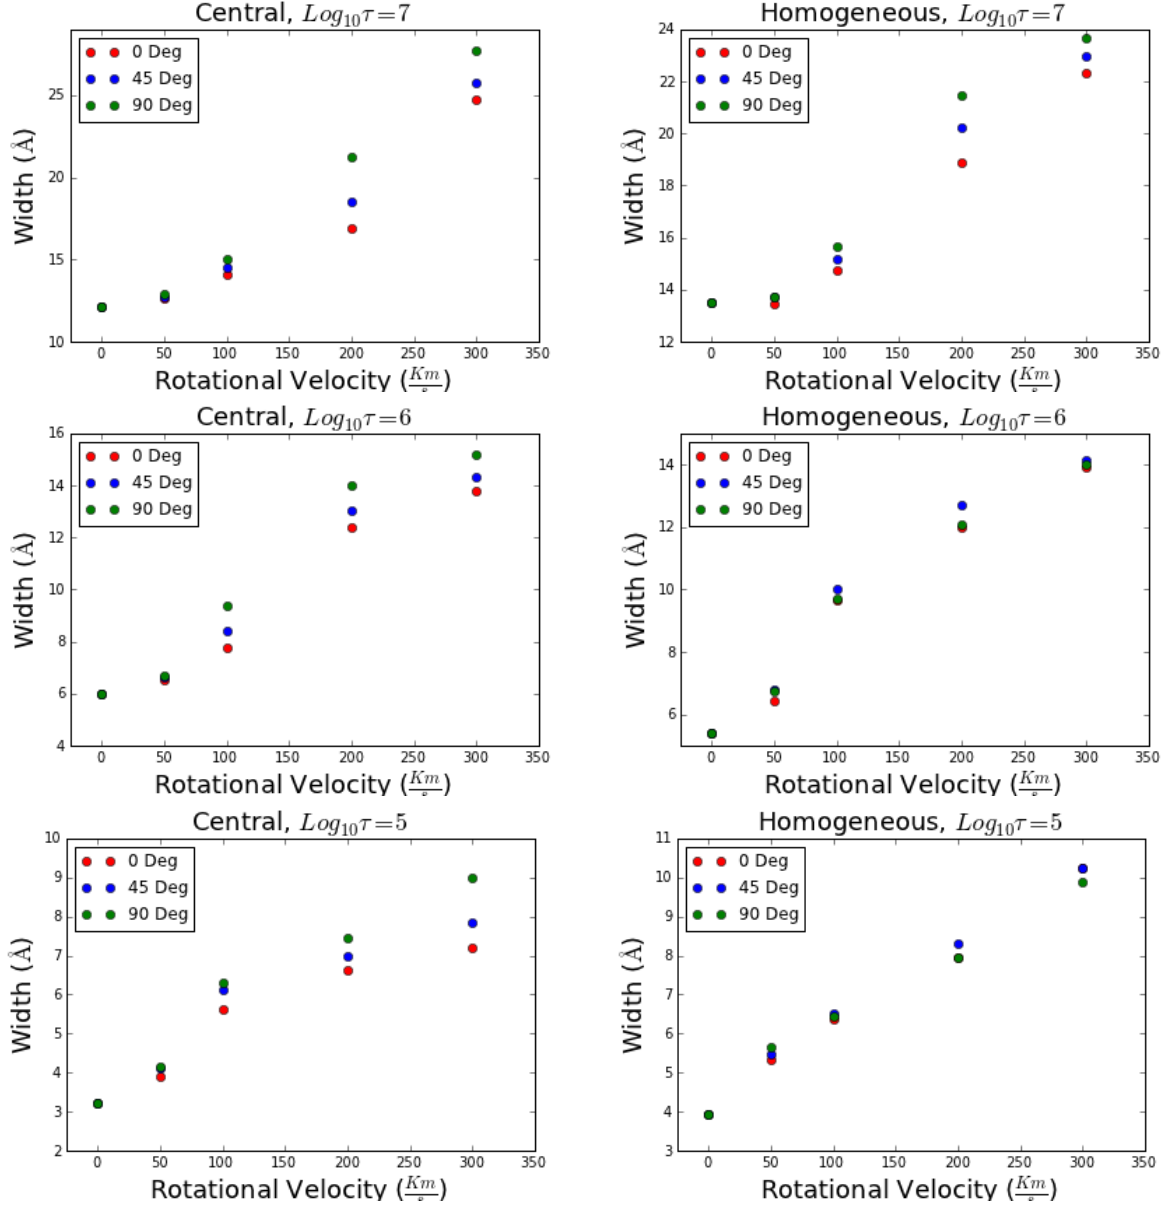 Central, Log₁₀τ=7
25
20
15
10
Width (Å)
0 Deg
45 Deg
90 Deg
0 50 100 150 200 250 300 350
Rotational Velocity (Km/s)
Homogeneous, Log₁₀τ=7
24
22
20
18
16
14
12
Width (Å)
0 Deg
45 Deg
90 Deg
0 50 100 150 200 250 300 350
Rotational Velocity (Km/s)
Central, Log₁₀τ=6
16
14
12
10
8
6
4
Width (Å)
0 Deg
45 Deg
90 Deg
0 50 100 150 200 250 300 350
Rotational Velocity (Km/s)
Homogeneous, Log₁₀τ=6
14
12
10
8
6
Width (Å)
0 Deg
45 Deg
90 Deg
0 50 100 150 200 250 300 350
Rotational Velocity (Km/s)
Central, Log₁₀τ=5
10
9
8
7
6
5
4
3
2
Width (Å)
0 Deg
45 Deg
90 Deg
0 50 100 150 200 250 300 350
Rotational Velocity (Km/s)
Homogeneous, Log₁₀τ=5
11
10
9
8
7
6
5
4
3
Width (Å)
0 Deg
45 Deg
90 Deg
0 50 100 150 200 250 300 350
Rotational Velocity (Km/s)